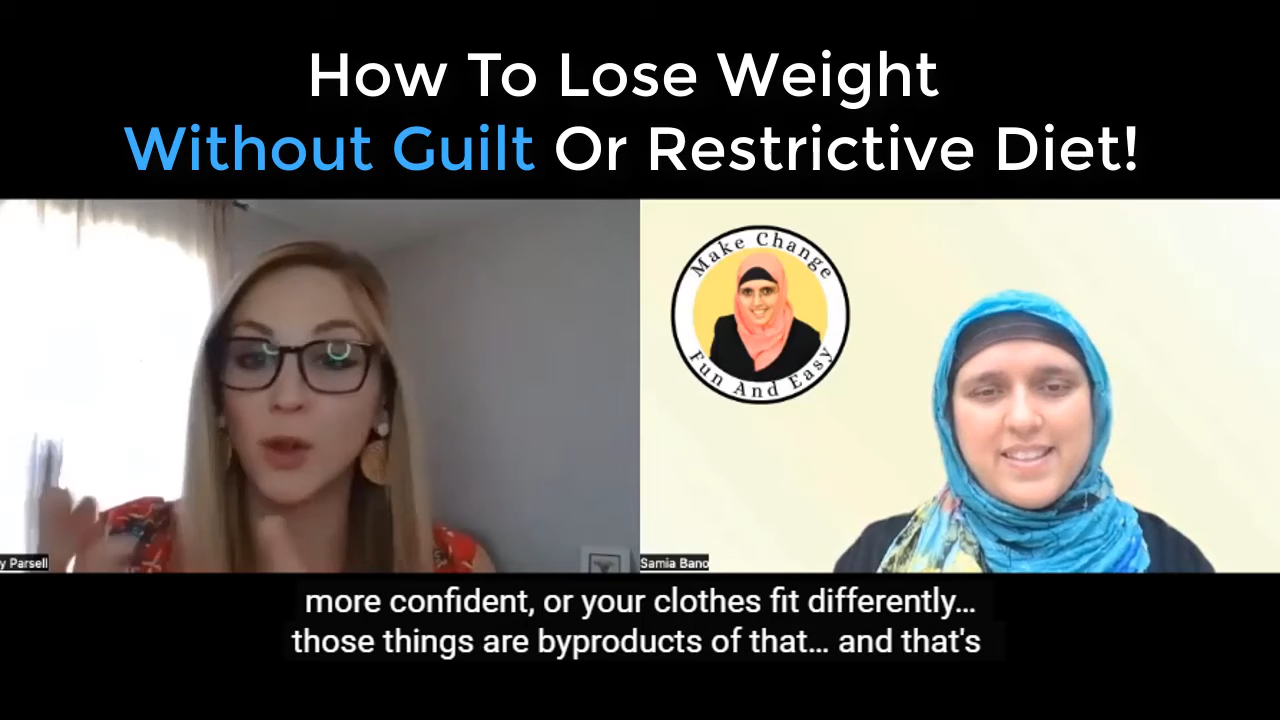 How To Lose Weight
Without Guilt Or Restrictive Diet!
Make Change
Fun And Easy
y Parsell
Samia Bano
more confident, or your clothes fit differently...
those things are byproducts of that... and that's